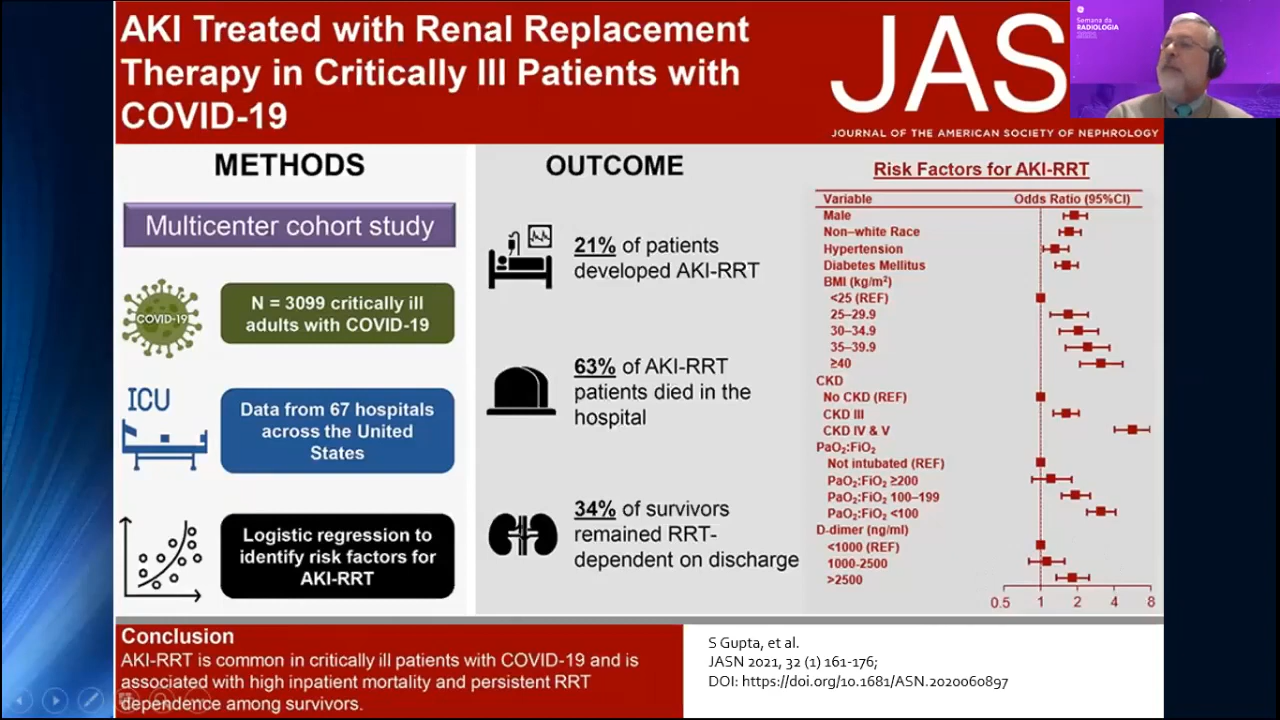 AKI Treated with Renal Replacement
Therapy in Critically Ill Patients with
COVID-19
JAS
JOURNAL OF THE AMERICAN SOCIETY OF NEPHROLOGY
Semana da
RADIOLOGIA
METHODS
Multicenter cohort study
COVID-19
N = 3099 critically ill
adults with COVID-19
ICU
Data from 67 hospitals
across the United
States
Logistic regression to
identify risk factors for
AKI-RRT
OUTCOME
21% of patients
developed AKI-RRT
63% of AKI-RRT
patients died in the
hospital
34% of survivors
remained RRT-
dependent on discharge
Risk Factors for AKI-RRT
Variable Odds Ratio (95%CI)
Male
Non–white Race
Hypertension
Diabetes Mellitus
BMI (kg/m²)
<25 (REF)
25–29.9
30–34.9
35–39.9
≥40
CKD
No CKD (REF)
CKD III
CKD IV & V
PaO₂:FiO₂
Not intubated (REF)
PaO₂:FiO₂ ≥200
PaO₂:FiO₂ 100–199
PaO₂:FiO₂ <100
D-dimer (ng/ml)
<1000 (REF)
1000-2500
>2500
0.5 1 2 4 8
Conclusion
AKI-RRT is common in critically ill patients with COVID-19 and is
associated with high inpatient mortality and persistent RRT
dependence among survivors.
S Gupta, et al.
JASN 2021, 32 (1) 161-176;
DOI: https://doi.org/10.1681/ASN.2020060897